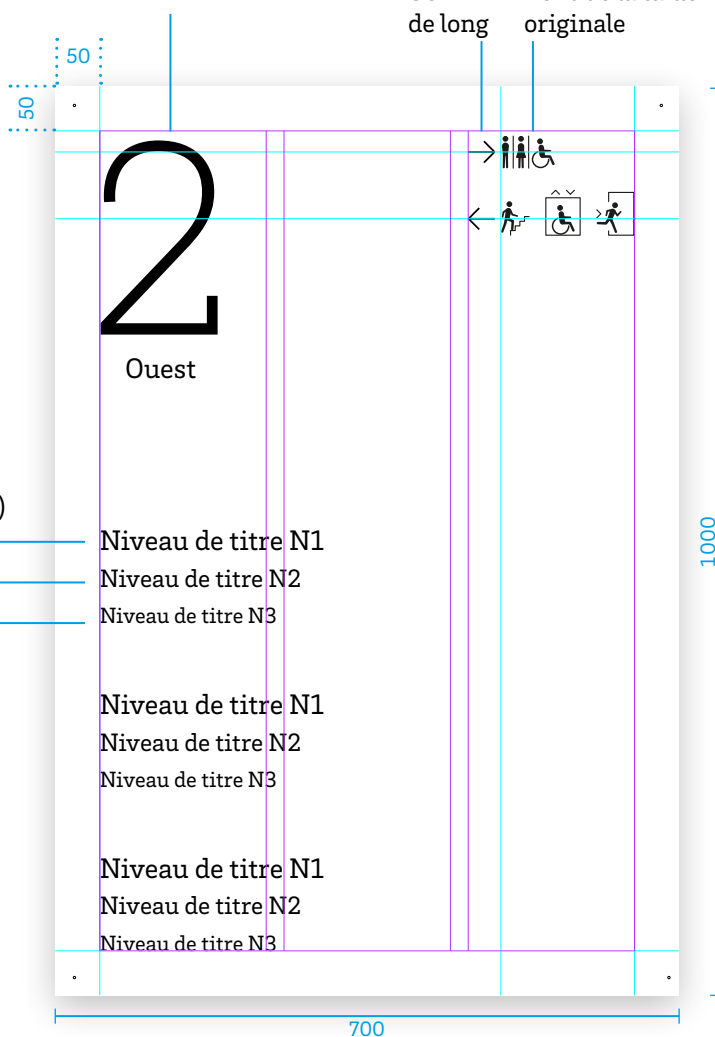 de long originale
50
50
2
Ouest
)
Niveau de titre N1
Niveau de titre N2
Niveau de titre N3
1000
Niveau de titre N1
Niveau de titre N2
Niveau de titre N3
Niveau de titre N1
Niveau de titre N2
Niveau de titre N3
700